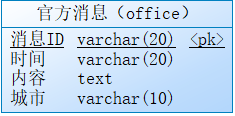 官方消息（office）
消息ID varchar(20) <pk>
时间 varchar(20)
内容 text
城市 varchar(10)